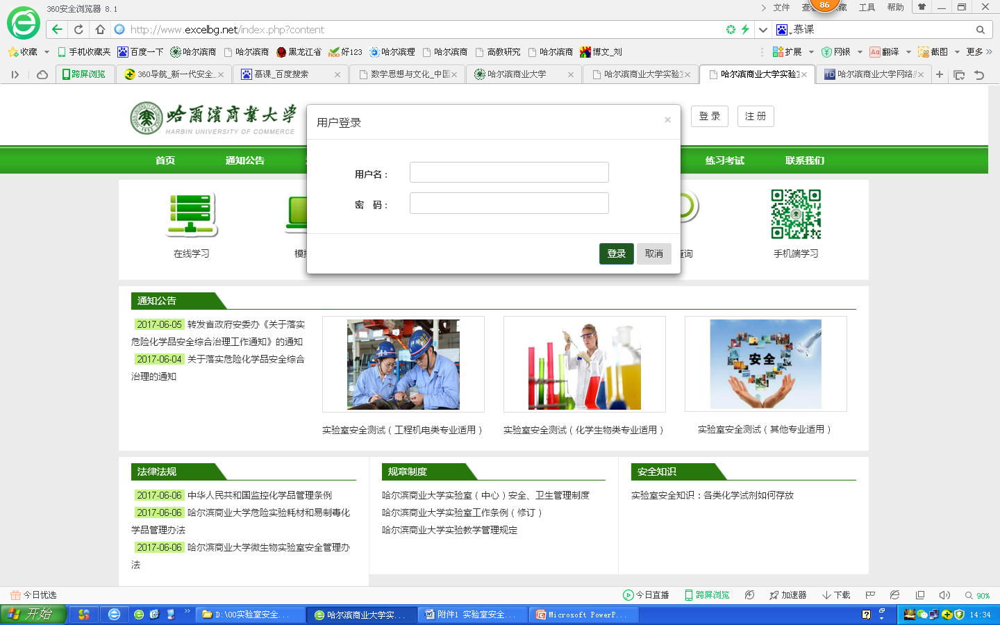 360安全浏览器 8.1
文件 工具 帮助
86
http://www.excelbg.net/index.php?content
慕课
收藏 手机收藏夹 百度一下 哈尔滨商 哈尔滨商 黑龙江省 好123 哈尔滨理 哈尔滨商 高教研究 哈尔滨商 博文_刘 扩展 网银 翻译 截图 更多 »
跨屏浏览 360导航_新一代安全 慕课_百度搜索 数学思想与文化_中国 哈尔滨商业大学 哈尔滨商业大学实验 哈尔滨商业大学实验 哈尔滨商业大学网络
哈尔滨商业大学
HARBIN UNIVERSITY OF COMMERCE
用户登录 ×
登 录 注 册
首页 通知公告 练习考试 联系我们
用户名：
密 码：
登录 取消
在线学习 模 查询 手机端学习
通知公告
2017-06-05 转发省政府安委办《关于落实
危险化学品安全综合治理工作通知》的通知
2017-06-04 关于落实危险化学品安全综合
治理的通知
安全
实验室安全测试（工程机电类专业适用） 实验室安全测试（化学生物类专业适用） 实验室安全测试（其他专业适用）
法律法规
2017-06-06 中华人民共和国监控化学品管理条例
2017-06-06 哈尔滨商业大学危险实验耗材和易制毒化
学品管理办法
2017-06-06 哈尔滨商业大学微生物实验室安全管理办
法
规章制度
哈尔滨商业大学实验室（中心）安全、卫生管理制度
哈尔滨商业大学实验室工作条例（修订）
哈尔滨商业大学实验教学管理规定
安全知识
实验室安全知识：各类化学试剂如何存放
今日优选 今日直播 跨屏浏览 加速器 下载 90%
开始 » D:\00实验室安全... 哈尔滨商业大学实... 附件1 实验室安全... Microsoft PowerP... 14:34